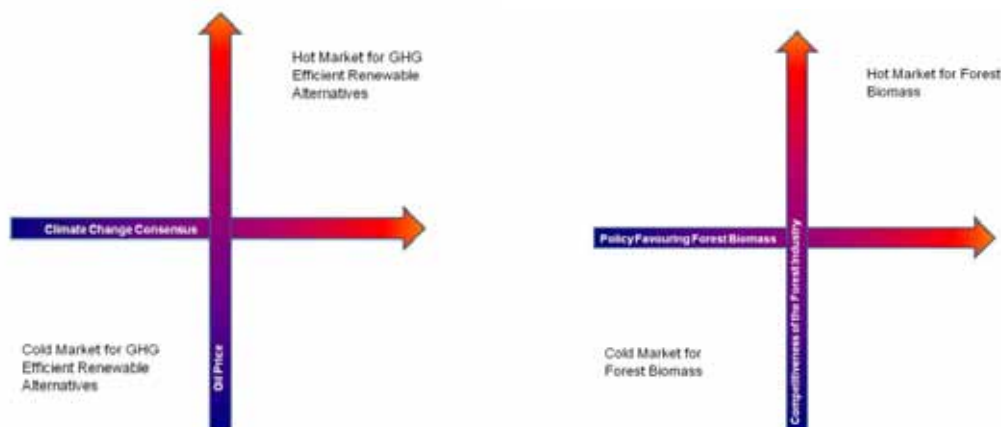 Hot Market for GHG
Efficient Renewable
Alternatives
Climate Change Consensus
Cold Market for GHG
Efficient Renewable
Alternatives
Oil Price
Hot Market for Forest
Biomass
Policy Favouring Forest Biomass
Competitiveness of the Forest Industry
Cold Market for
Forest Biomass